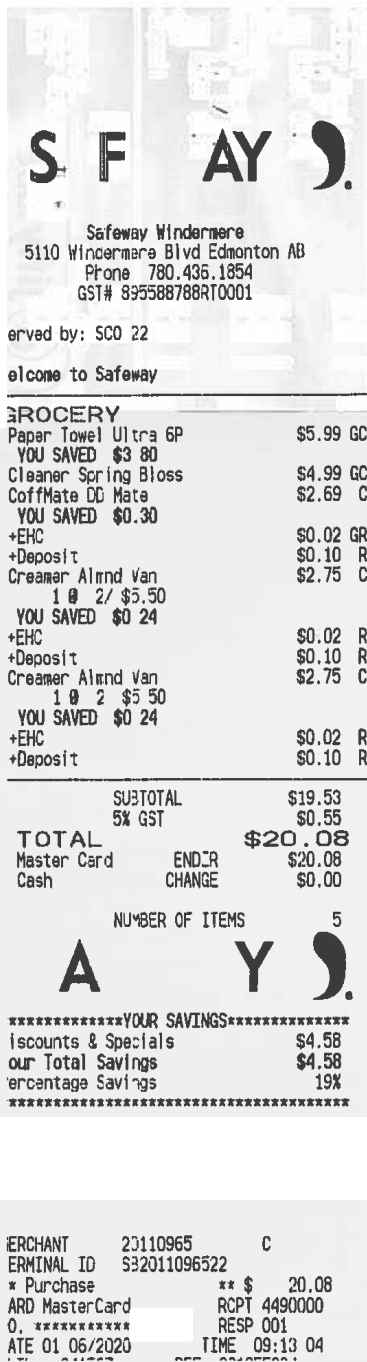 S F AY
Safeway Windermere
5110 Windermere Blvd Edmonton AB
Phone 780.436.1854
GST# 895588788RT0001
erved by: SCO 22
elcome to Safeway
GROCERY
Paper Towel Ultra 6P $5.99 GC
YOU SAVED $3 80
Cleaner Spring Bloss $4.99 GC
CoffMate DD Mate $2.69 C
YOU SAVED $0.30
+EHC $0.02 GR
+Deposit $0.10 R
Creamer Almnd Van $2.75 C
1 @ 2/ $5.50
YOU SAVED $0 24
+EHC $0.02 R
+Deposit $0.10 R
Creamer Almnd Van $2.75 C
1 @ 2 $5 50
YOU SAVED $0 24
+EHC $0.02 R
+Deposit $0.10 R
SUBTOTAL $19.53
5% GST $0.55
TOTAL $20.08
Master Card ENDER $20.08
Cash CHANGE $0.00
NUMBER OF ITEMS 5
A Y
**************YOUR SAVINGS***************
iscounts & Specials $4.58
our Total Savings $4.58
ercentage Savings 19%
******************************************
ERCHANT 20110965 C
ERMINAL ID SB2011096522
* Purchase ** $ 20.08
ARD MasterCard RCPT 4490000
O. *********** RESP 001
ATE 01 06/2020 TIME 09:13 04